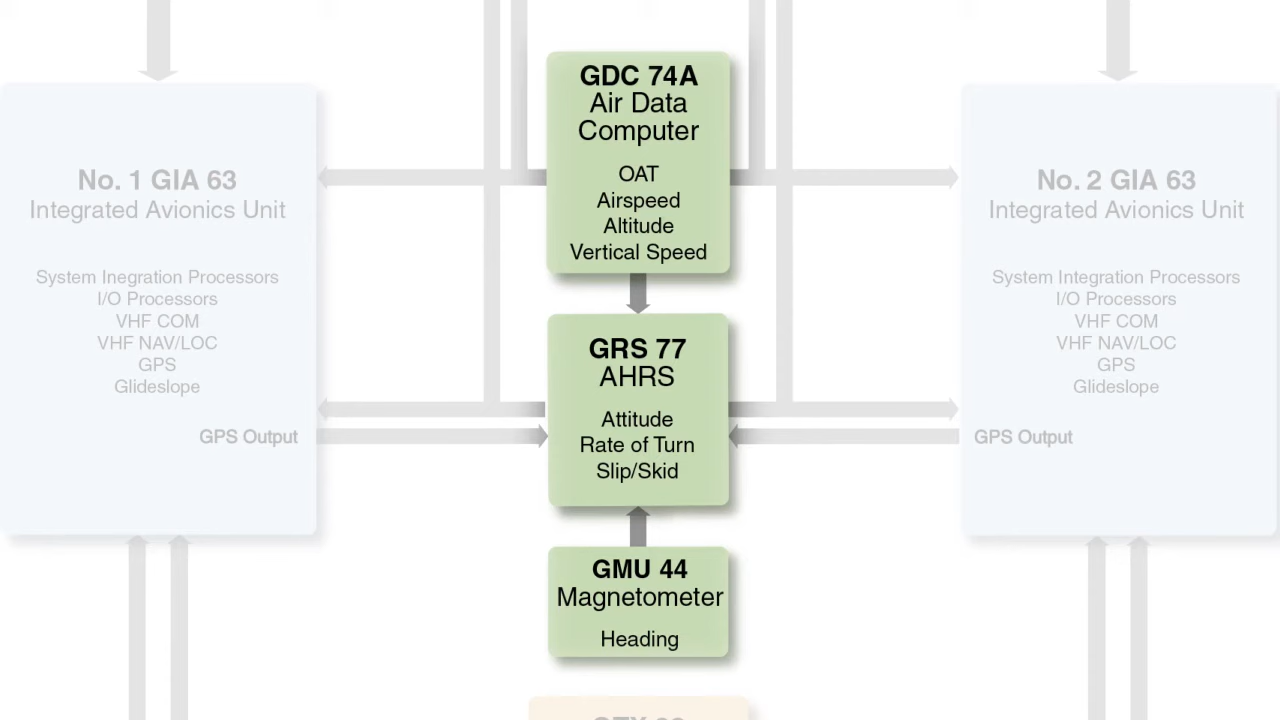 GDC 74A
Air Data
Computer
OAT
Airspeed
Altitude
Vertical Speed
No. 1 GIA 63
Integrated Avionics Unit
System Inegration Processors
I/O Processors
VHF COM
VHF NAV/LOC
GPS
Glideslope
GPS Output
GRS 77
AHRS
Attitude
Rate of Turn
Slip/Skid
No. 2 GIA 63
Integrated Avionics Unit
System Integration Processors
I/O Processors
VHF COM
VHF NAV/LOC
GPS
Glideslope
GPS Output
GMU 44
Magnetometer
Heading